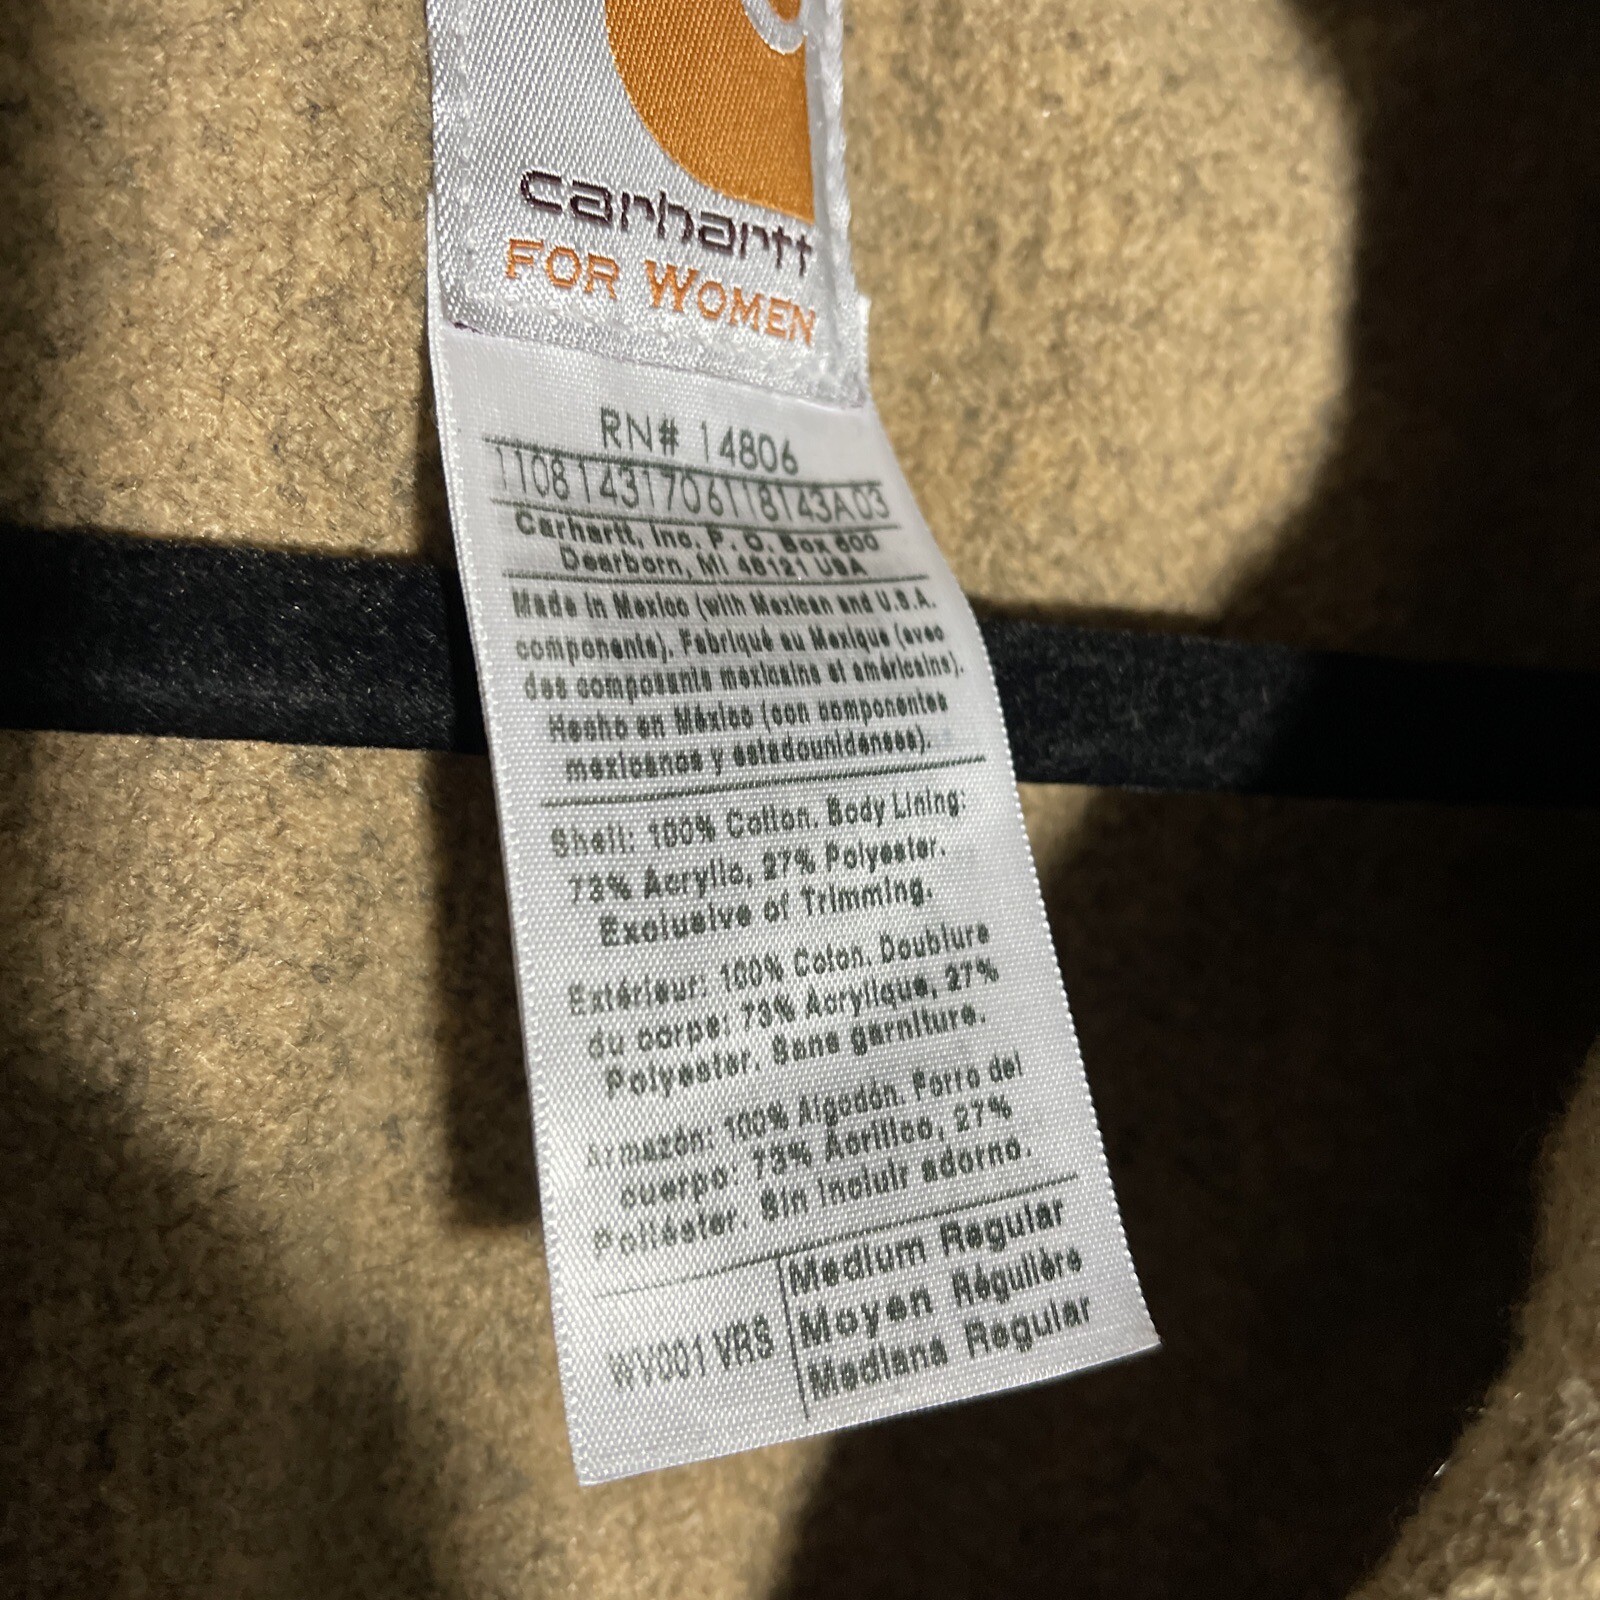 carhartt
FOR WOMEN
RN# 14806
11081431706118143A03
Carhartt, Inc. P. O. Box 600
Dearborn, MI 48121 USA
Made in Mexico (with Mexican and U.S.A.
components). Fabriqué au Mexique (avec
des composants mexicains et américains).
Hecho en México (con componentes
mexicanos y estadounidenses).
Shell: 100% Cotton. Body Lining:
73% Acrylic, 27% Polyester.
Exclusive of Trimming.
Extérieur: 100% Coton. Doublure
du corps: 73% Acrylique, 27%
Polyester. Sans garniture.
Armazón: 100% Algodón. Forro del
cuerpo: 73% Acrílico, 27%
Poliéster. Sin incluir adorno.
WV001 VRS
Medium Regular
Moyen Régulière
Mediana Regular